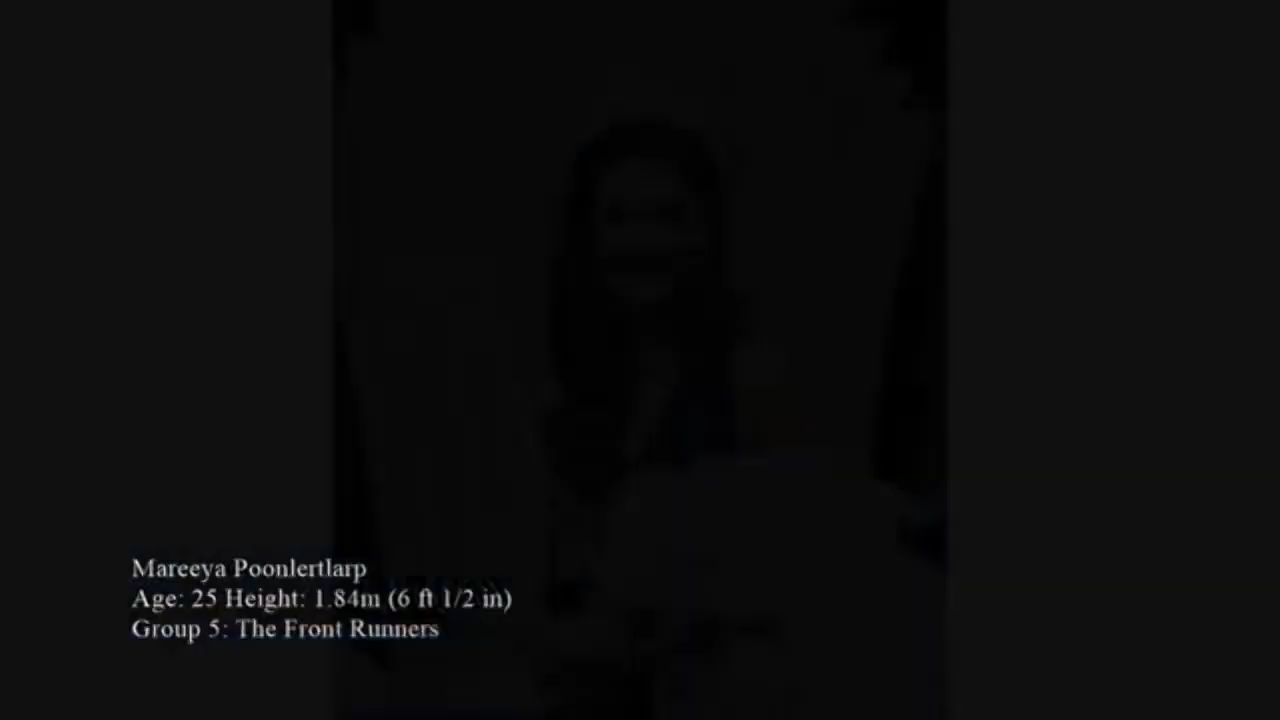 Mareeya Poonlertlarp
Age: 25 Height: 1.84m (6 ft 1/2 in)
Group 5: The Front Runners